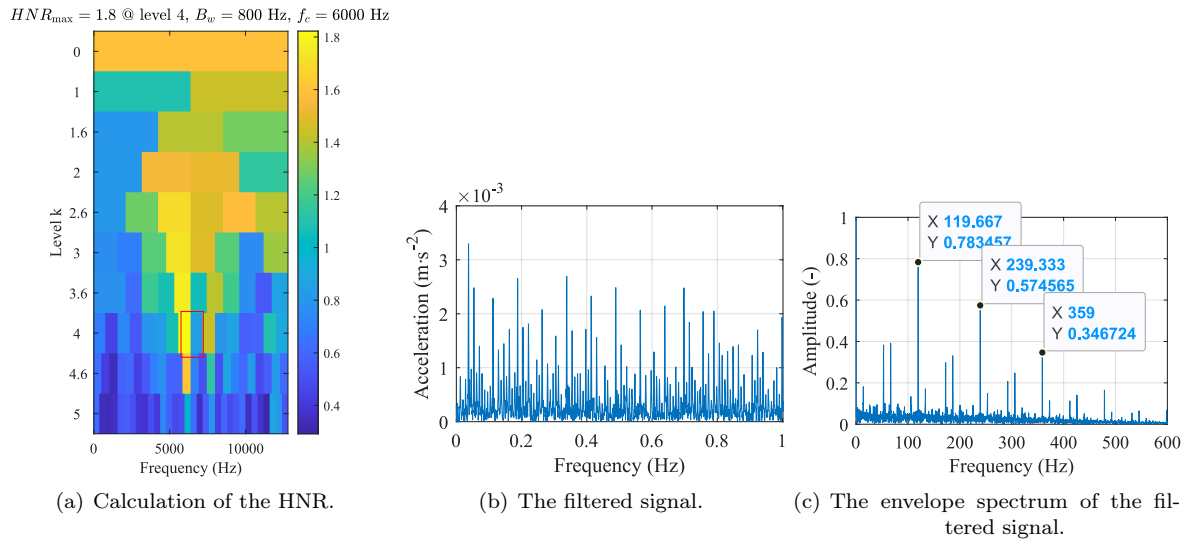 HNR_max = 1.8 @ level 4, B_w = 800 Hz, f_c = 6000 Hz
0
1
1.6
2
2.6
3
3.6
4
4.6
5
Level k
0 5000 10000
Frequency (Hz)
1.8
1.6
1.4
1.2
1
0.8
0.6
0.4
(a) Calculation of the HNR.
×10⁻³
4
3
2
1
0
Acceleration (m·s⁻²)
0 0.2 0.4 0.6 0.8 1
Frequency (Hz)
(b) The filtered signal.
1
0.8
0.6
0.4
0.2
0
Amplitude (-)
X 119.667
Y 0.783457
X 239.333
Y 0.574565
X 359
Y 0.346724
0 100 200 300 400 500 600
Frequency (Hz)
(c) The envelope spectrum of the fil-
tered signal.